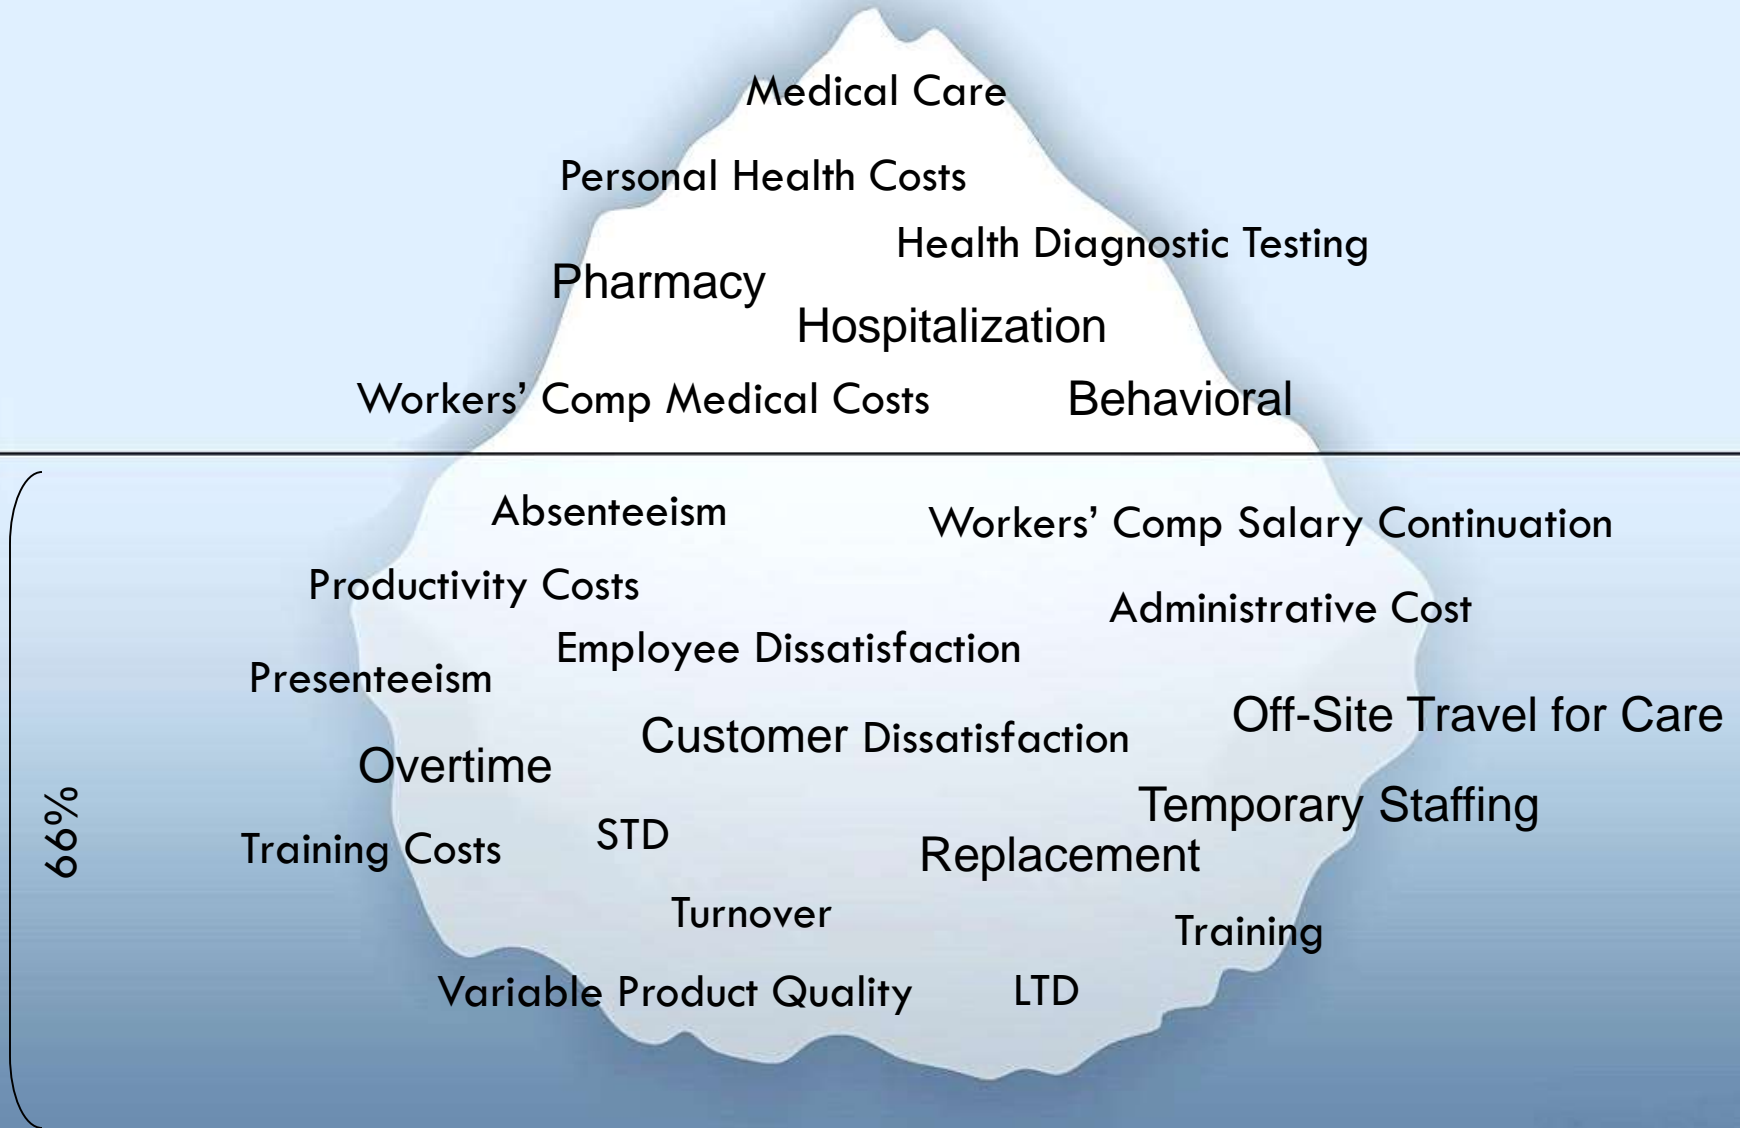 Medical Care
Personal Health Costs
Health Diagnostic Testing
Pharmacy
Hospitalization
Workers’ Comp Medical Costs
Behavioral
Absenteeism
Workers’ Comp Salary Continuation
Productivity Costs
Administrative Cost
Employee Dissatisfaction
Presenteeism
Off-Site Travel for Care
Customer Dissatisfaction
Overtime
Temporary Staffing
66%
STD
Training Costs
Replacement
Turnover
Training
Variable Product Quality
LTD